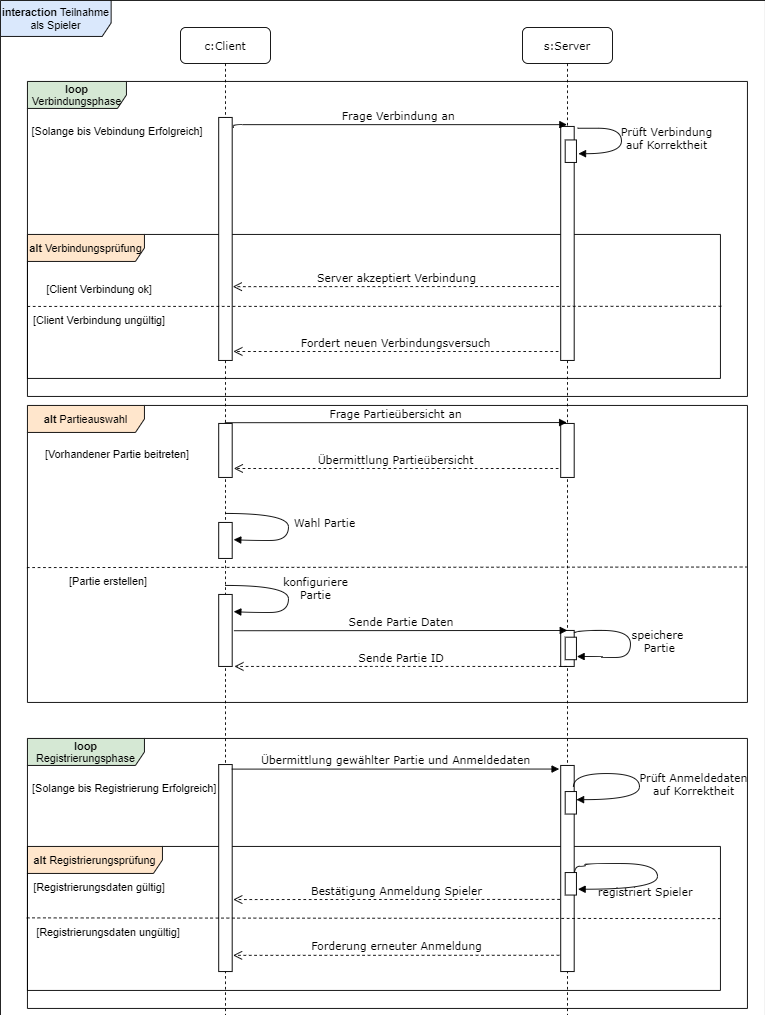 interaction Teilnahme
als Spieler
c:Client
s:Server
loop
Verbindungsphase
[Solange bis Vebindung Erfolgreich]
Frage Verbindung an
Prüft Verbindung
auf Korrektheit
alt Verbindungsprüfung
Server akzeptiert Verbindung
[Client Verbindung ok]
[Client Verbindung ungültig]
Fordert neuen Verbindungsversuch
alt Partieauswahl
Frage Partieübersicht an
[Vorhandener Partie beitreten]
Übermittlung Partieübersicht
Wahl Partie
[Partie erstellen]
konfiguriere
Partie
Sende Partie Daten
speichere
Partie
Sende Partie ID
loop
Registrierungsphase
Übermittlung gewählter Partie und Anmeldedaten
[Solange bis Registrierung Erfolgreich]
Prüft Anmeldedaten
auf Korrektheit
alt Registrierungsprüfung
[Registrierungsdaten gültig]
Bestätigung Anmeldung Spieler
registriert Spieler
[Registrierungsdaten ungültig]
Forderung erneuter Anmeldung